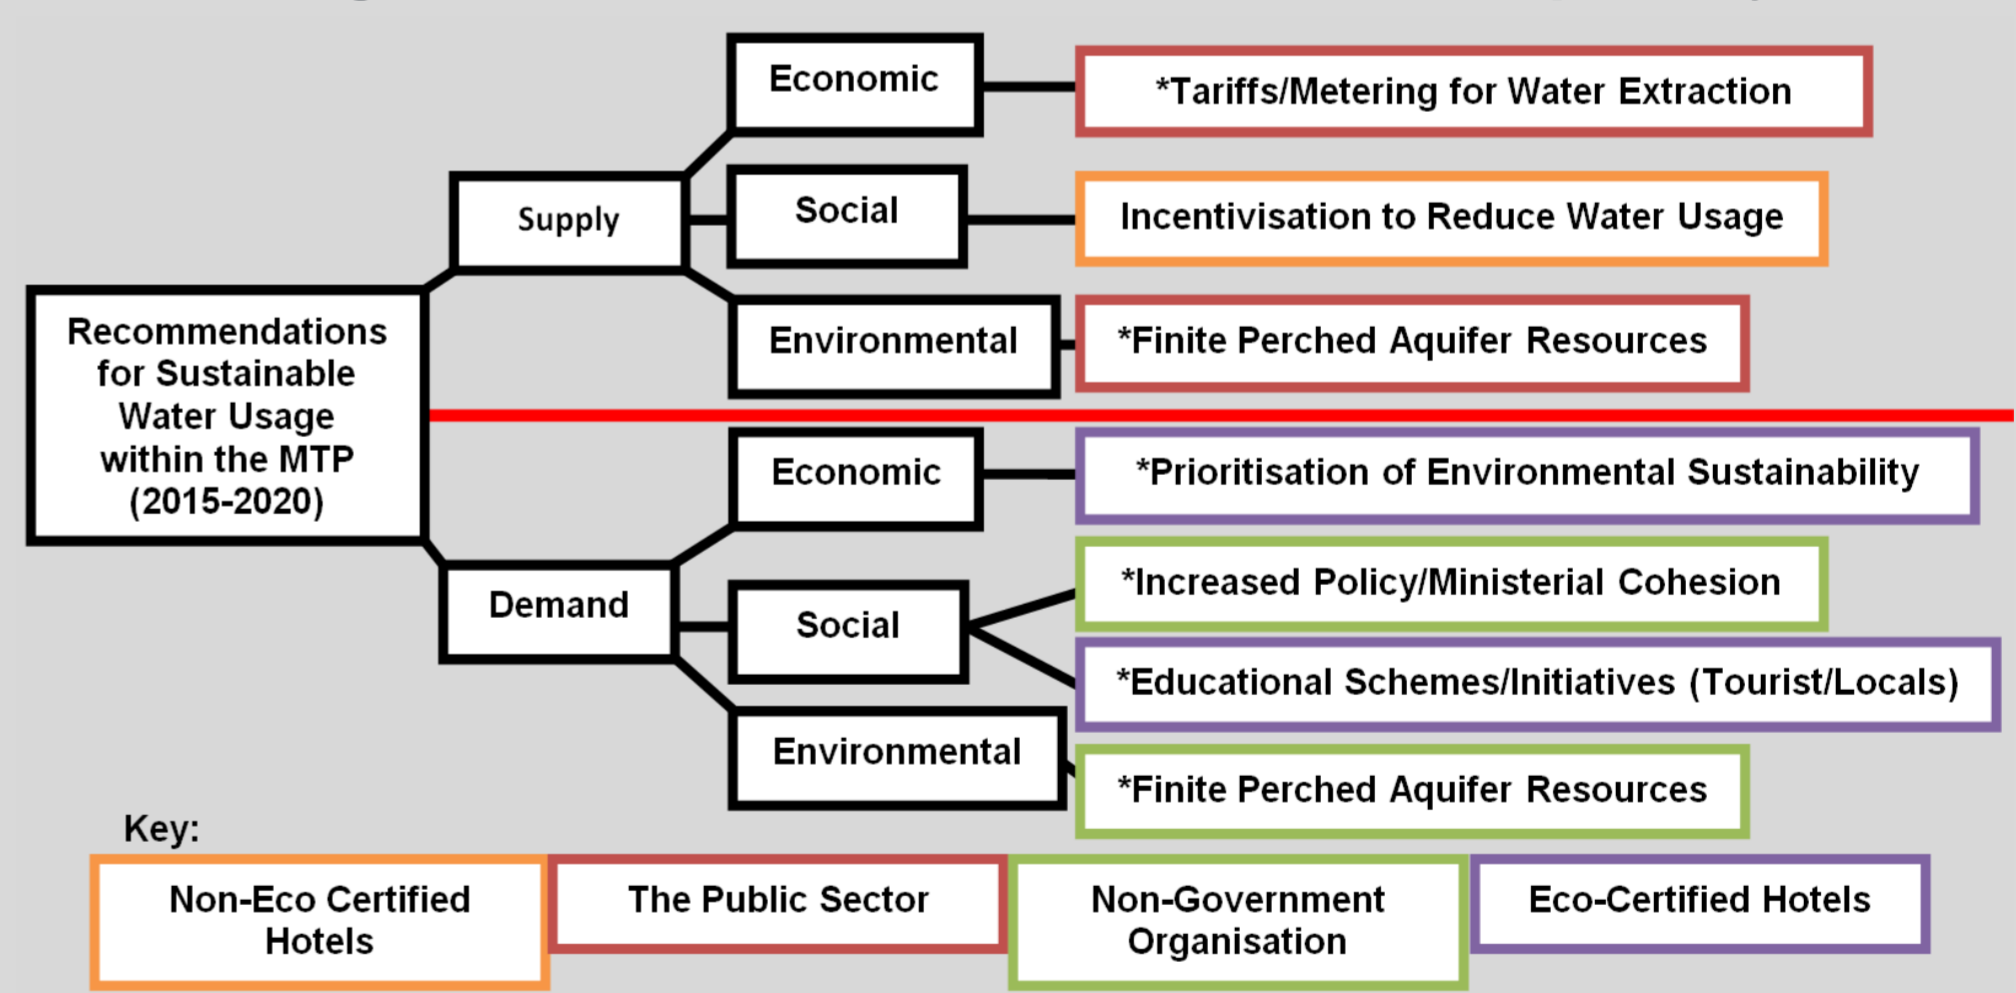 Economic
*Tariffs/Metering for Water Extraction
Supply
Social
Incentivisation to Reduce Water Usage
Environmental
*Finite Perched Aquifer Resources
Recommendations
for Sustainable
Water Usage
within the MTP
(2015-2020)
Economic
*Prioritisation of Environmental Sustainability
Demand
Social
*Increased Policy/Ministerial Cohesion
*Educational Schemes/Initiatives (Tourist/Locals)
Environmental
*Finite Perched Aquifer Resources
Key:
Non-Eco Certified
Hotels
The Public Sector
Non-Government
Organisation
Eco-Certified Hotels